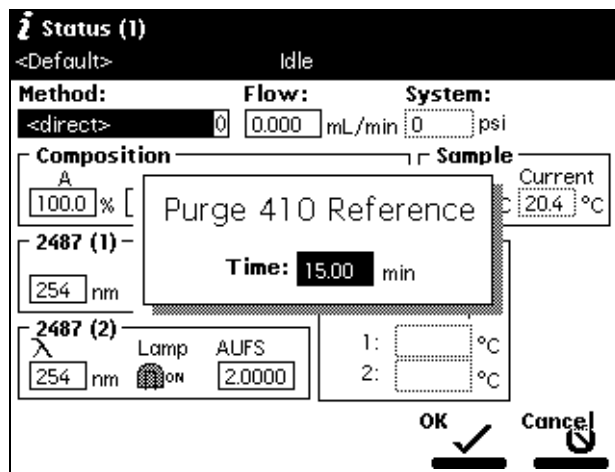 i Status (1)
<Default> Idle
Method: Flow: System:
<direct> 0 0.000 mL/min 0 psi
Composition Sample
A Current
100.0 % 20.4 °C
Purge 410 Reference
Time: 15.00 min
2487 (1)
254 nm
2487 (2)
λ Lamp AUFS
254 nm ON 2.0000
1: °C
2: °C
OK Cancel